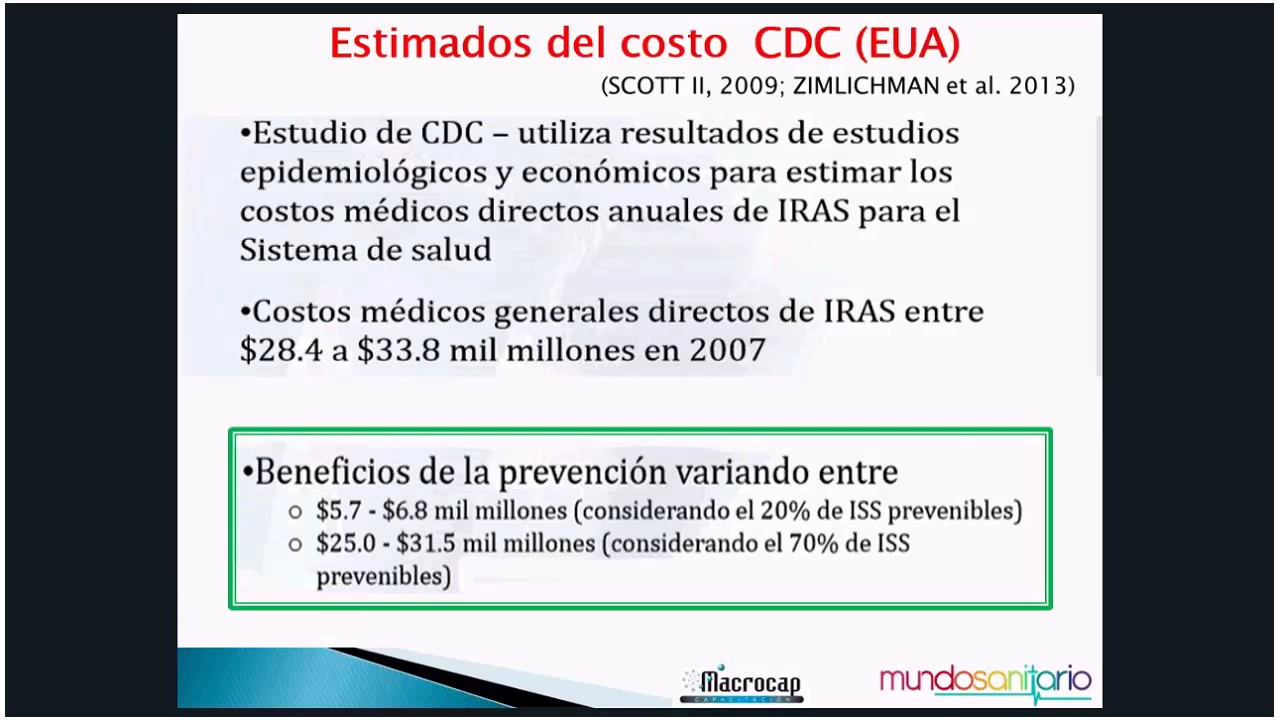 Estimados del costo CDC (EUA)
(SCOTT II, 2009; ZIMLICHMAN et al. 2013)
•Estudio de CDC – utiliza resultados de estudios
epidemiológicos y económicos para estimar los
costos médicos directos anuales de IRAS para el
Sistema de salud
•Costos médicos generales directos de IRAS entre
$28.4 a $33.8 mil millones en 2007
•Beneficios de la prevención variando entre
o $5.7 - $6.8 mil millones (considerando el 20% de ISS prevenibles)
o $25.0 - $31.5 mil millones (considerando el 70% de ISS
prevenibles)
Macrocap
CAPACITACIÓN
mundosanitario